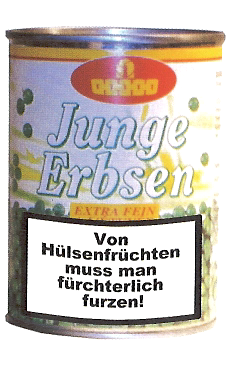 Junge
Erbsen
EXTRA FEIN
Von
Hülsenfrüchten
muss man
fürchterlich
furzen!